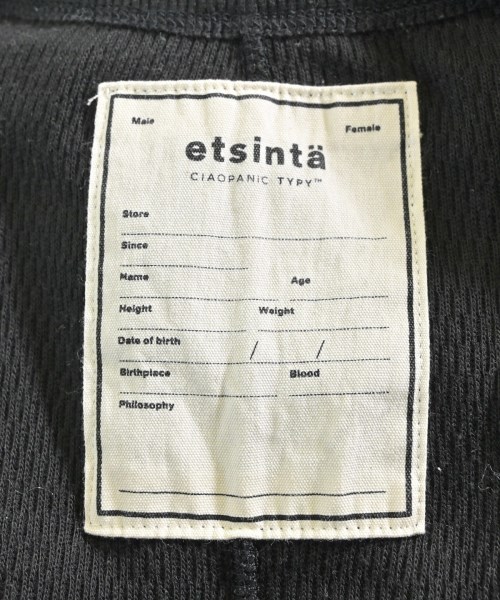 Male Female
etsintä
CIAOPANIC TYPY™
Store
Since
Name Age
Height Weight
Date of birth / /
Birthplace Blood
Philosophy